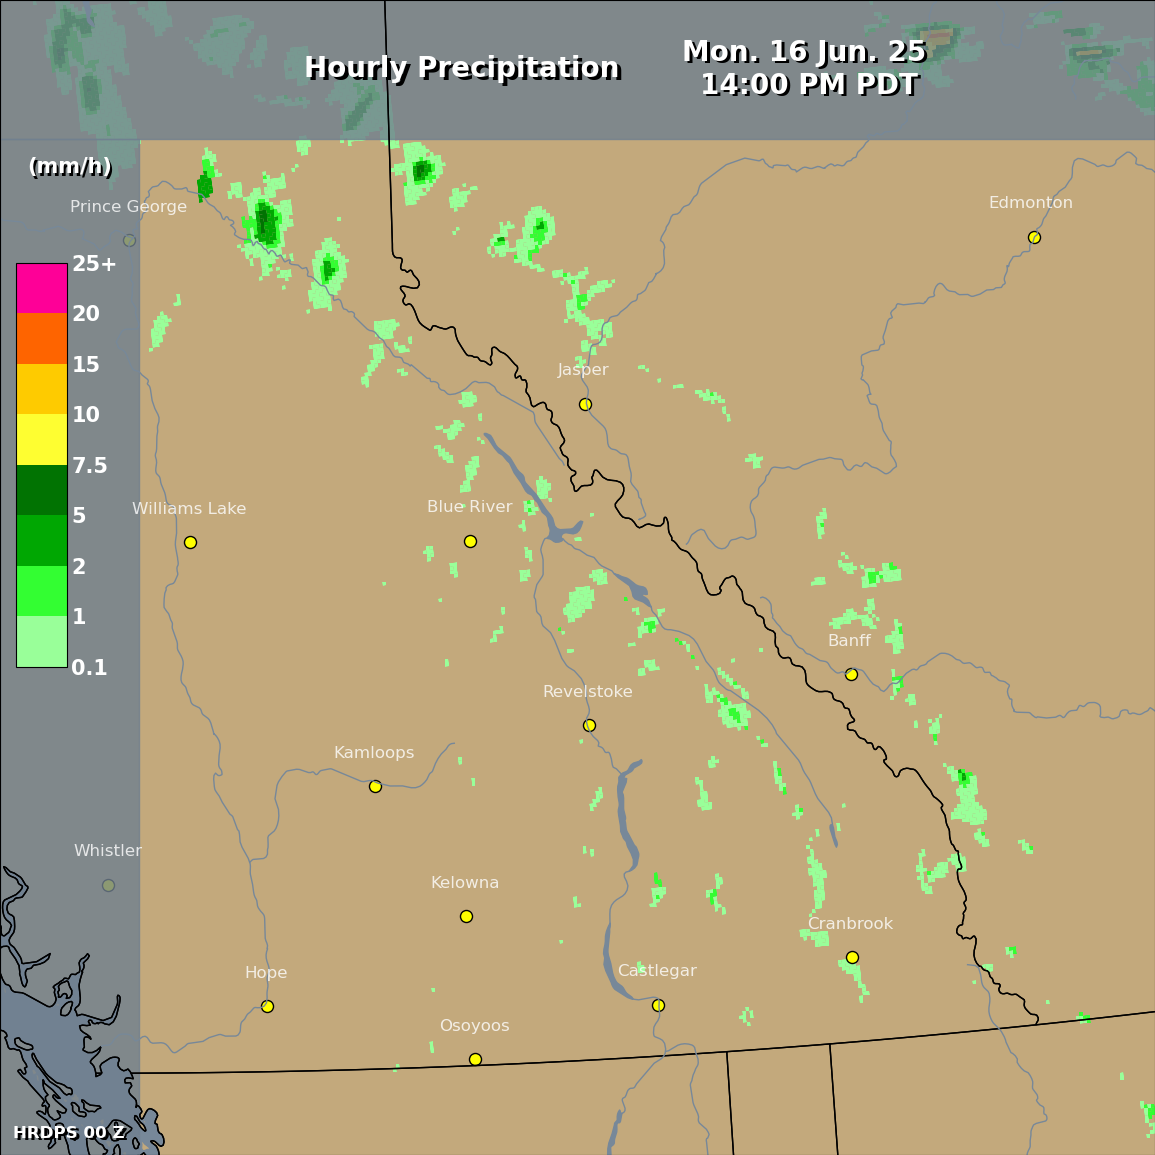 Hourly Precipitation
Mon. 16 Jun. 25
14:00 PM PDT
(mm/h)
Prince George
Edmonton
25+
20
15
10
7.5
5
2
1
0.1
Jasper
Williams Lake
Blue River
Banff
Revelstoke
Kamloops
Whistler
Kelowna
Cranbrook
Hope
Castlegar
Osoyoos
HRDPS 00 Z